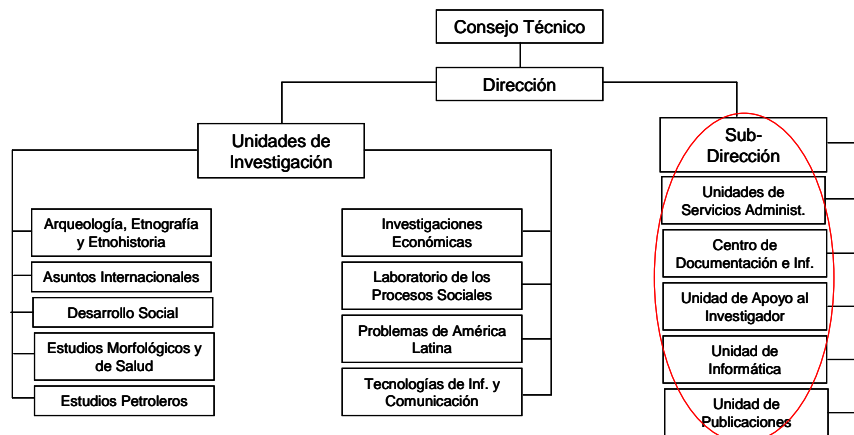 Consejo Técnico
Dirección
Unidades de
Investigación
Sub-
Dirección
Arqueología, Etnografía
y Etnohistoria
Asuntos Internacionales
Desarrollo Social
Estudios Morfológicos y
de Salud
Estudios Petroleros
Investigaciones
Económicas
Laboratorio de los
Procesos Sociales
Problemas de América
Latina
Tecnologías de Inf. y
Comunicación
Unidades de
Servicios Administ.
Centro de
Documentación e Inf.
Unidad de Apoyo al
Investigador
Unidad de
Informática
Unidad de
Publicaciones